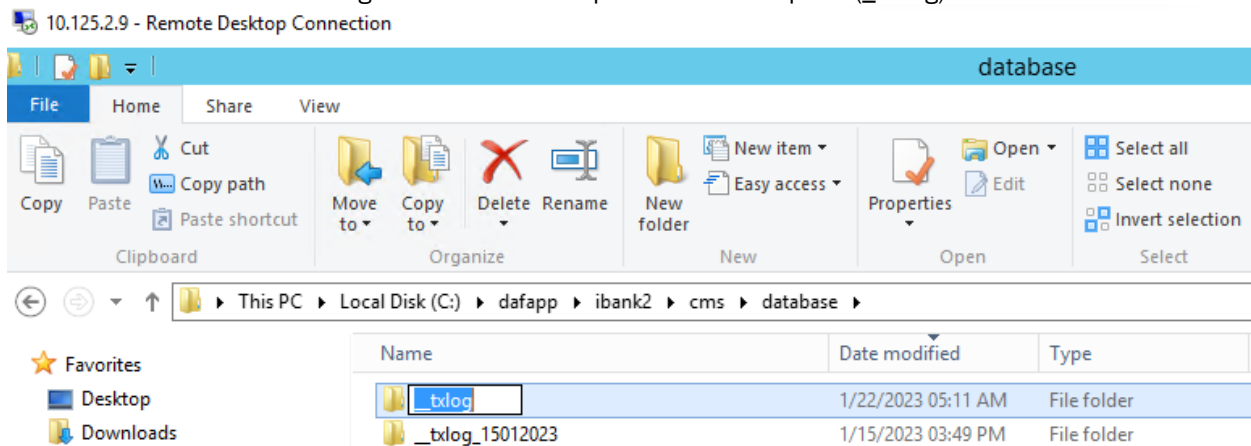 10.125.2.9 - Remote Desktop Connection
database
File Home Share View
Copy
Paste
Cut
Copy path
Paste shortcut
Clipboard
Move to
Copy to
Delete
Rename
Organize
New folder
New item
Easy access
New
Properties
Open
Edit
Open
Select all
Select none
Invert selection
Select
This PC Local Disk (C:) dafapp ibank2 cms database
Favorites
Desktop
Downloads
Name Date modified Type
__txlog 1/22/2023 05:11 AM File folder
__txlog_15012023 1/15/2023 03:49 PM File folder